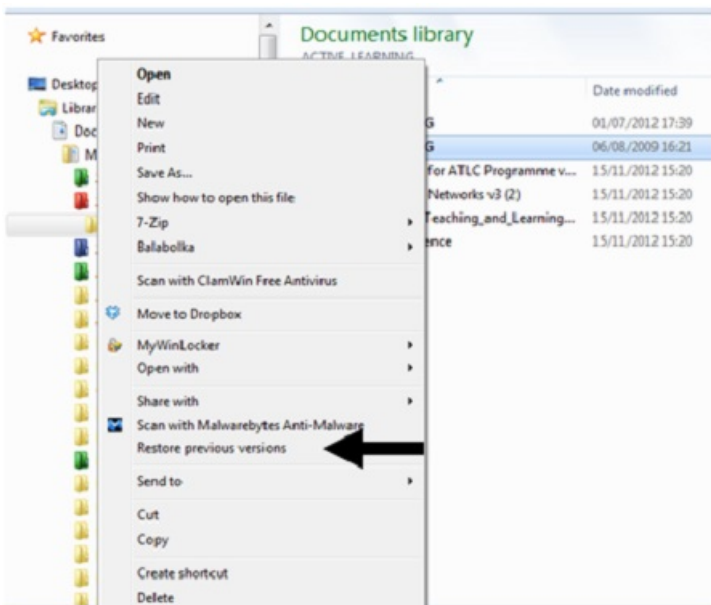 Favorites
Documents library
ACTIVE LEARNING
Desktop
Librar
Doc
M
Date modified
G 01/07/2012 17:39
G 06/08/2009 16:21
for ATLC Programme v... 15/11/2012 15:20
Networks v3 (2) 15/11/2012 15:20
Teaching_and_Learning... 15/11/2012 15:20
ence 15/11/2012 15:20
Open
Edit
New
Print
Save As...
Show how to open this file
7-Zip
Balabolka
Scan with ClamWin Free Antivirus
Move to Dropbox
MyWinLocker
Open with
Share with
Scan with Malwarebytes Anti-Malware
Restore previous versions
Send to
Cut
Copy
Create shortcut
Delete